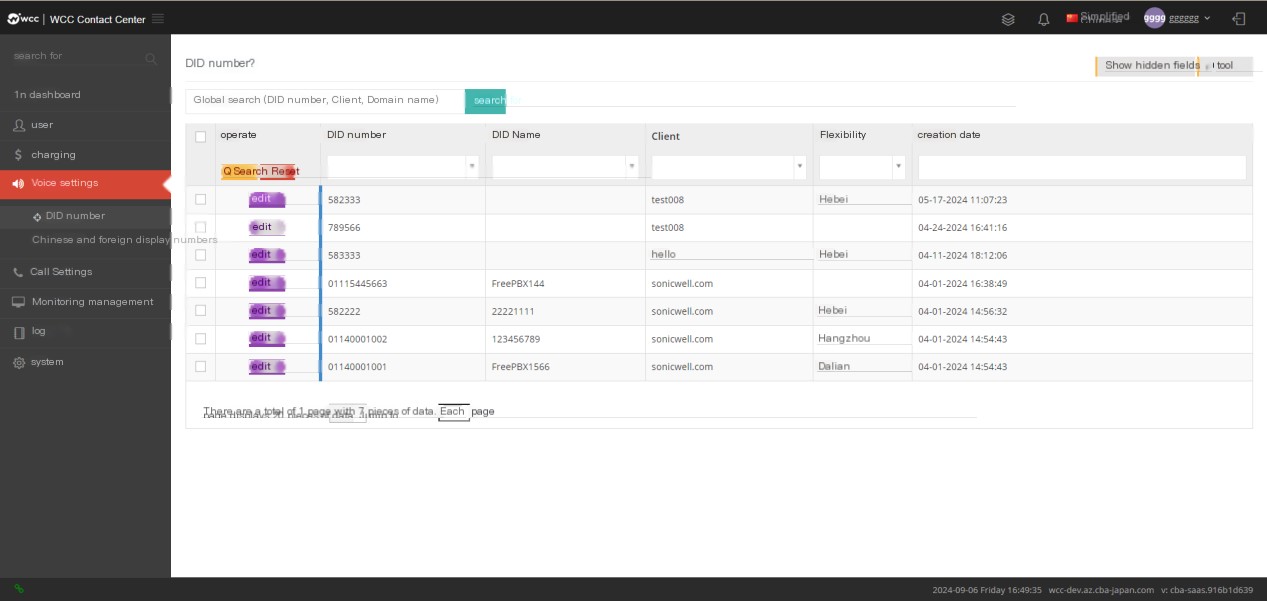 wcc | WCC Contact Center
Simplified
gggg gggggg
search for
1n dashboard
user
charging
Voice settings
DID number
Chinese and foreign display numbers
Call Settings
Monitoring management
log
system
DID number?
Show hidden fields tool
Global search (DID number, Client, Domain name) search
operate DID number DID Name Client Flexibility creation date
Q Search Reset
edit 582333 test008 Hebei 05-17-2024 11:07:23
edit 789566 test008 04-24-2024 16:41:16
edit 583333 hello Hebei 04-11-2024 18:12:06
edit 01115445663 FreePBX144 sonicwell.com 04-01-2024 16:38:49
edit 582222 22221111 sonicwell.com Hebei 04-01-2024 14:56:32
edit 01140001002 123456789 sonicwell.com Hangzhou 04-01-2024 14:54:43
edit 01140001001 FreePBX1566 sonicwell.com Dalian 04-01-2024 14:54:43
There are a total of 1 page with 7 pieces of data. Each page
page displays 20 pieces of data. Jump to
2024-09-06 Friday 16:49:35 wcc-dev.az.cba-japan.com v: cba-saas.916b1d639